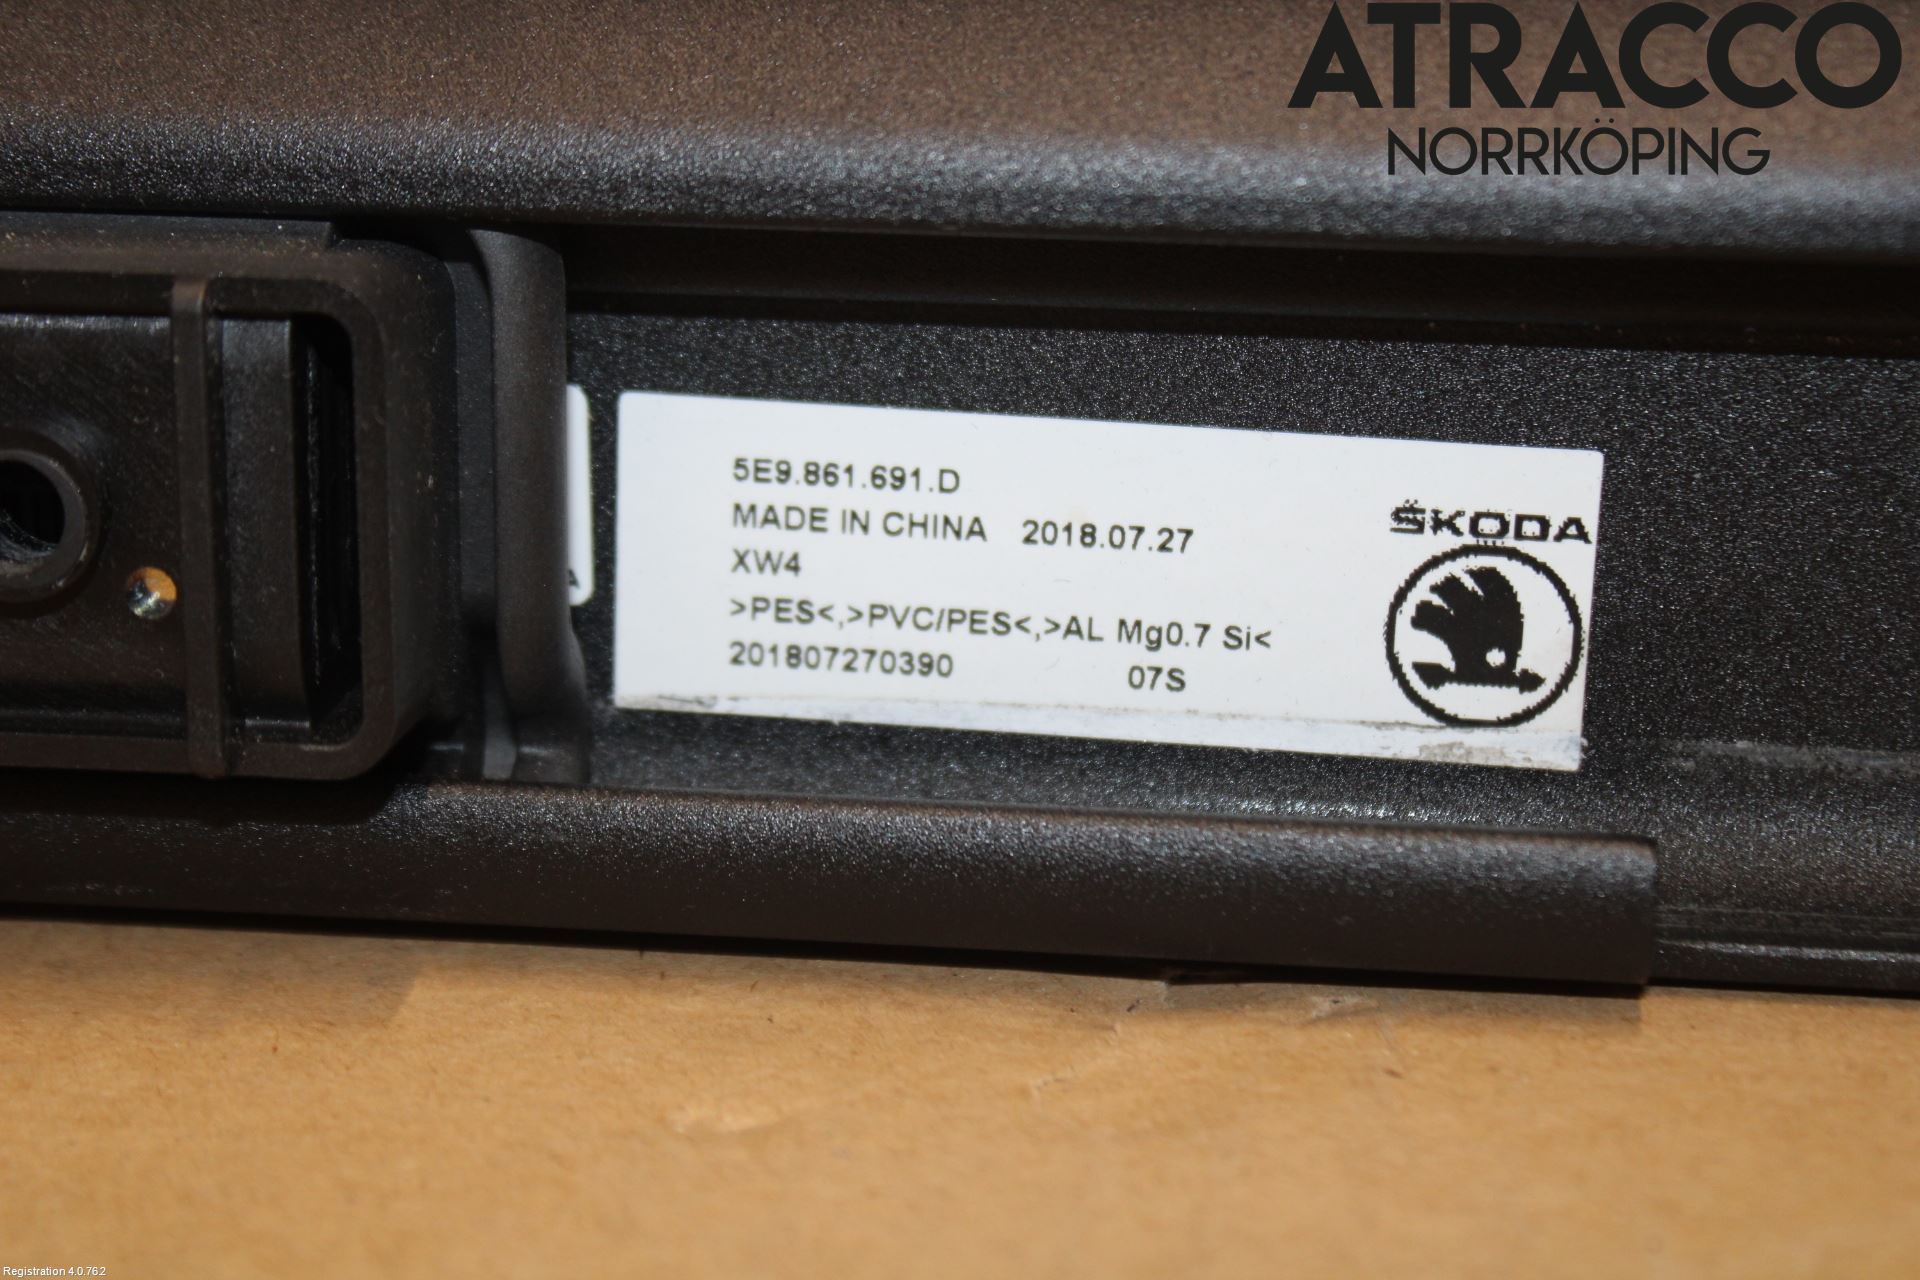 ATRACCO
NORRKÖPING
5E9.861.691.D
MADE IN CHINA 2018.07.27
XW4
>PES<,>PVC/PES<,>AL Mg0.7 Si<
201807270390 07S
ŠKODA
A
Registration 4.0.762